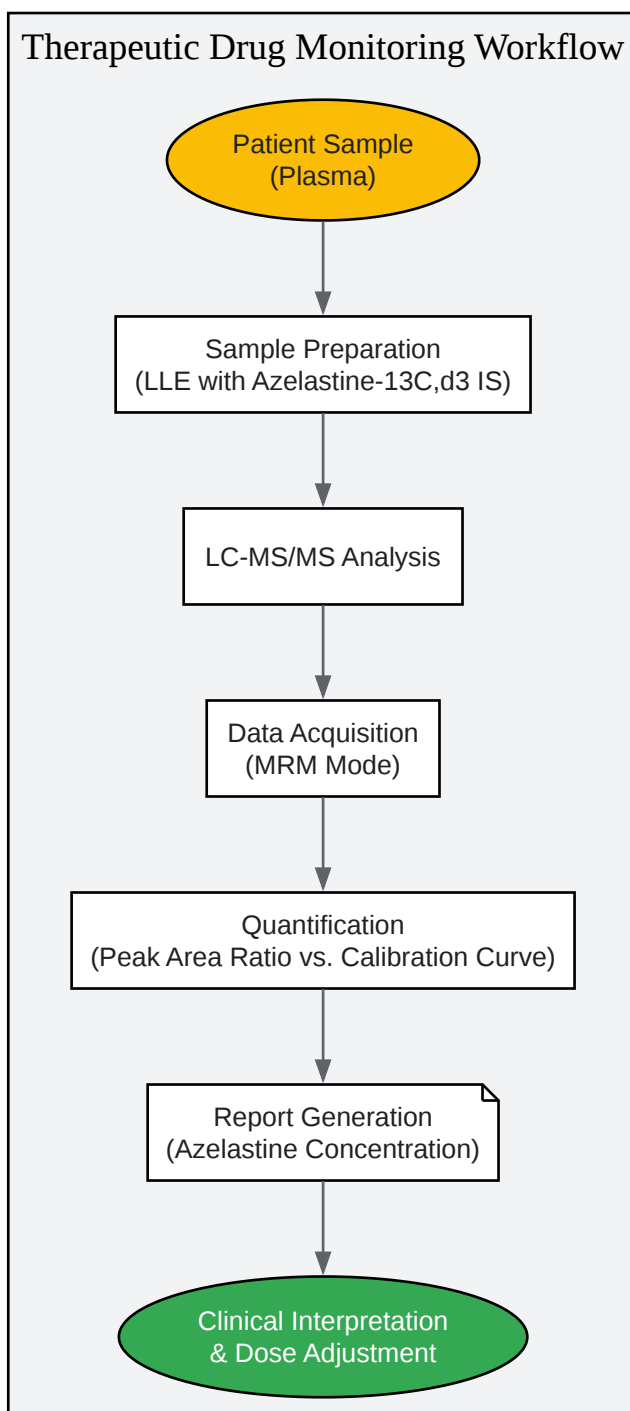 Therapeutic Drug Monitoring Workflow
Patient Sample
(Plasma)
Sample Preparation
(LLE with Azelastine-13C,d3 IS)
LC-MS/MS Analysis
Data Acquisition
(MRM Mode)
Quantification
(Peak Area Ratio vs. Calibration Curve)
Report Generation
(Azelastine Concentration)
Clinical Interpretation
& Dose Adjustment